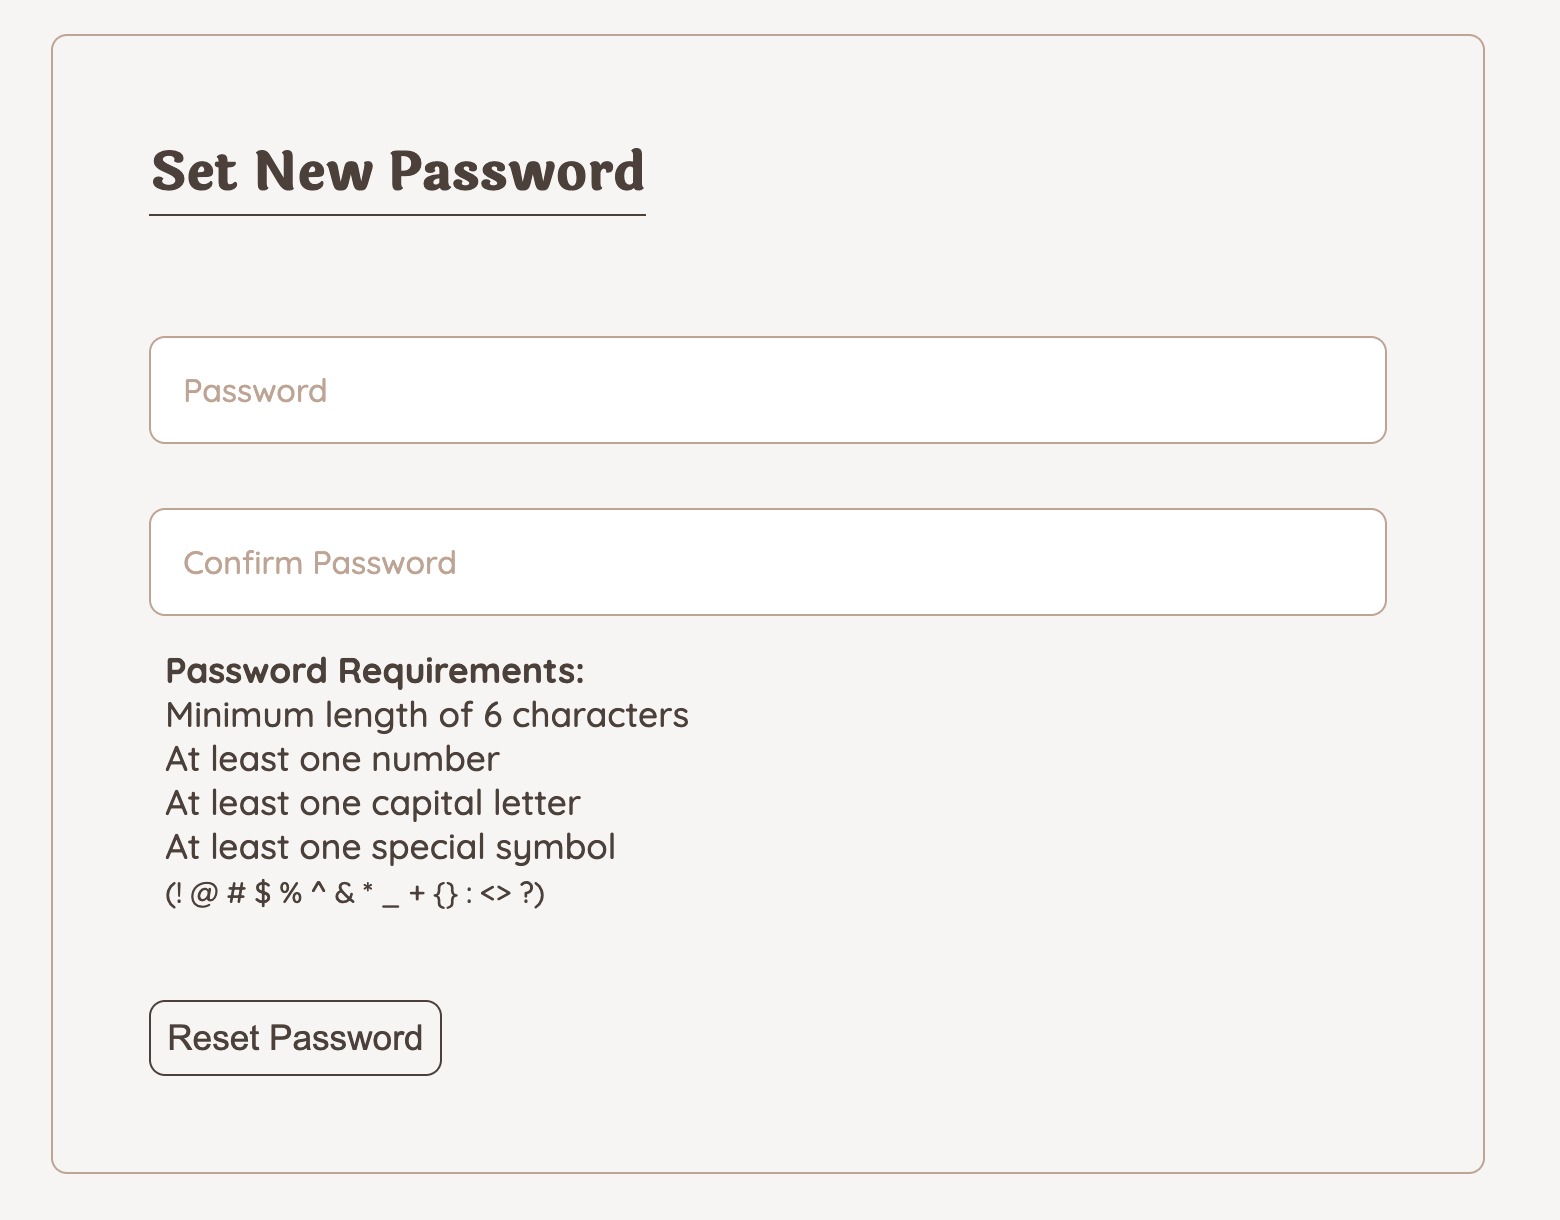 Set New Password
Password
Confirm Password
Password Requirements:
Minimum length of 6 characters
At least one number
At least one capital letter
At least one special symbol
(! @ # $ % ^ & * _ + {} : <> ?)
Reset Password